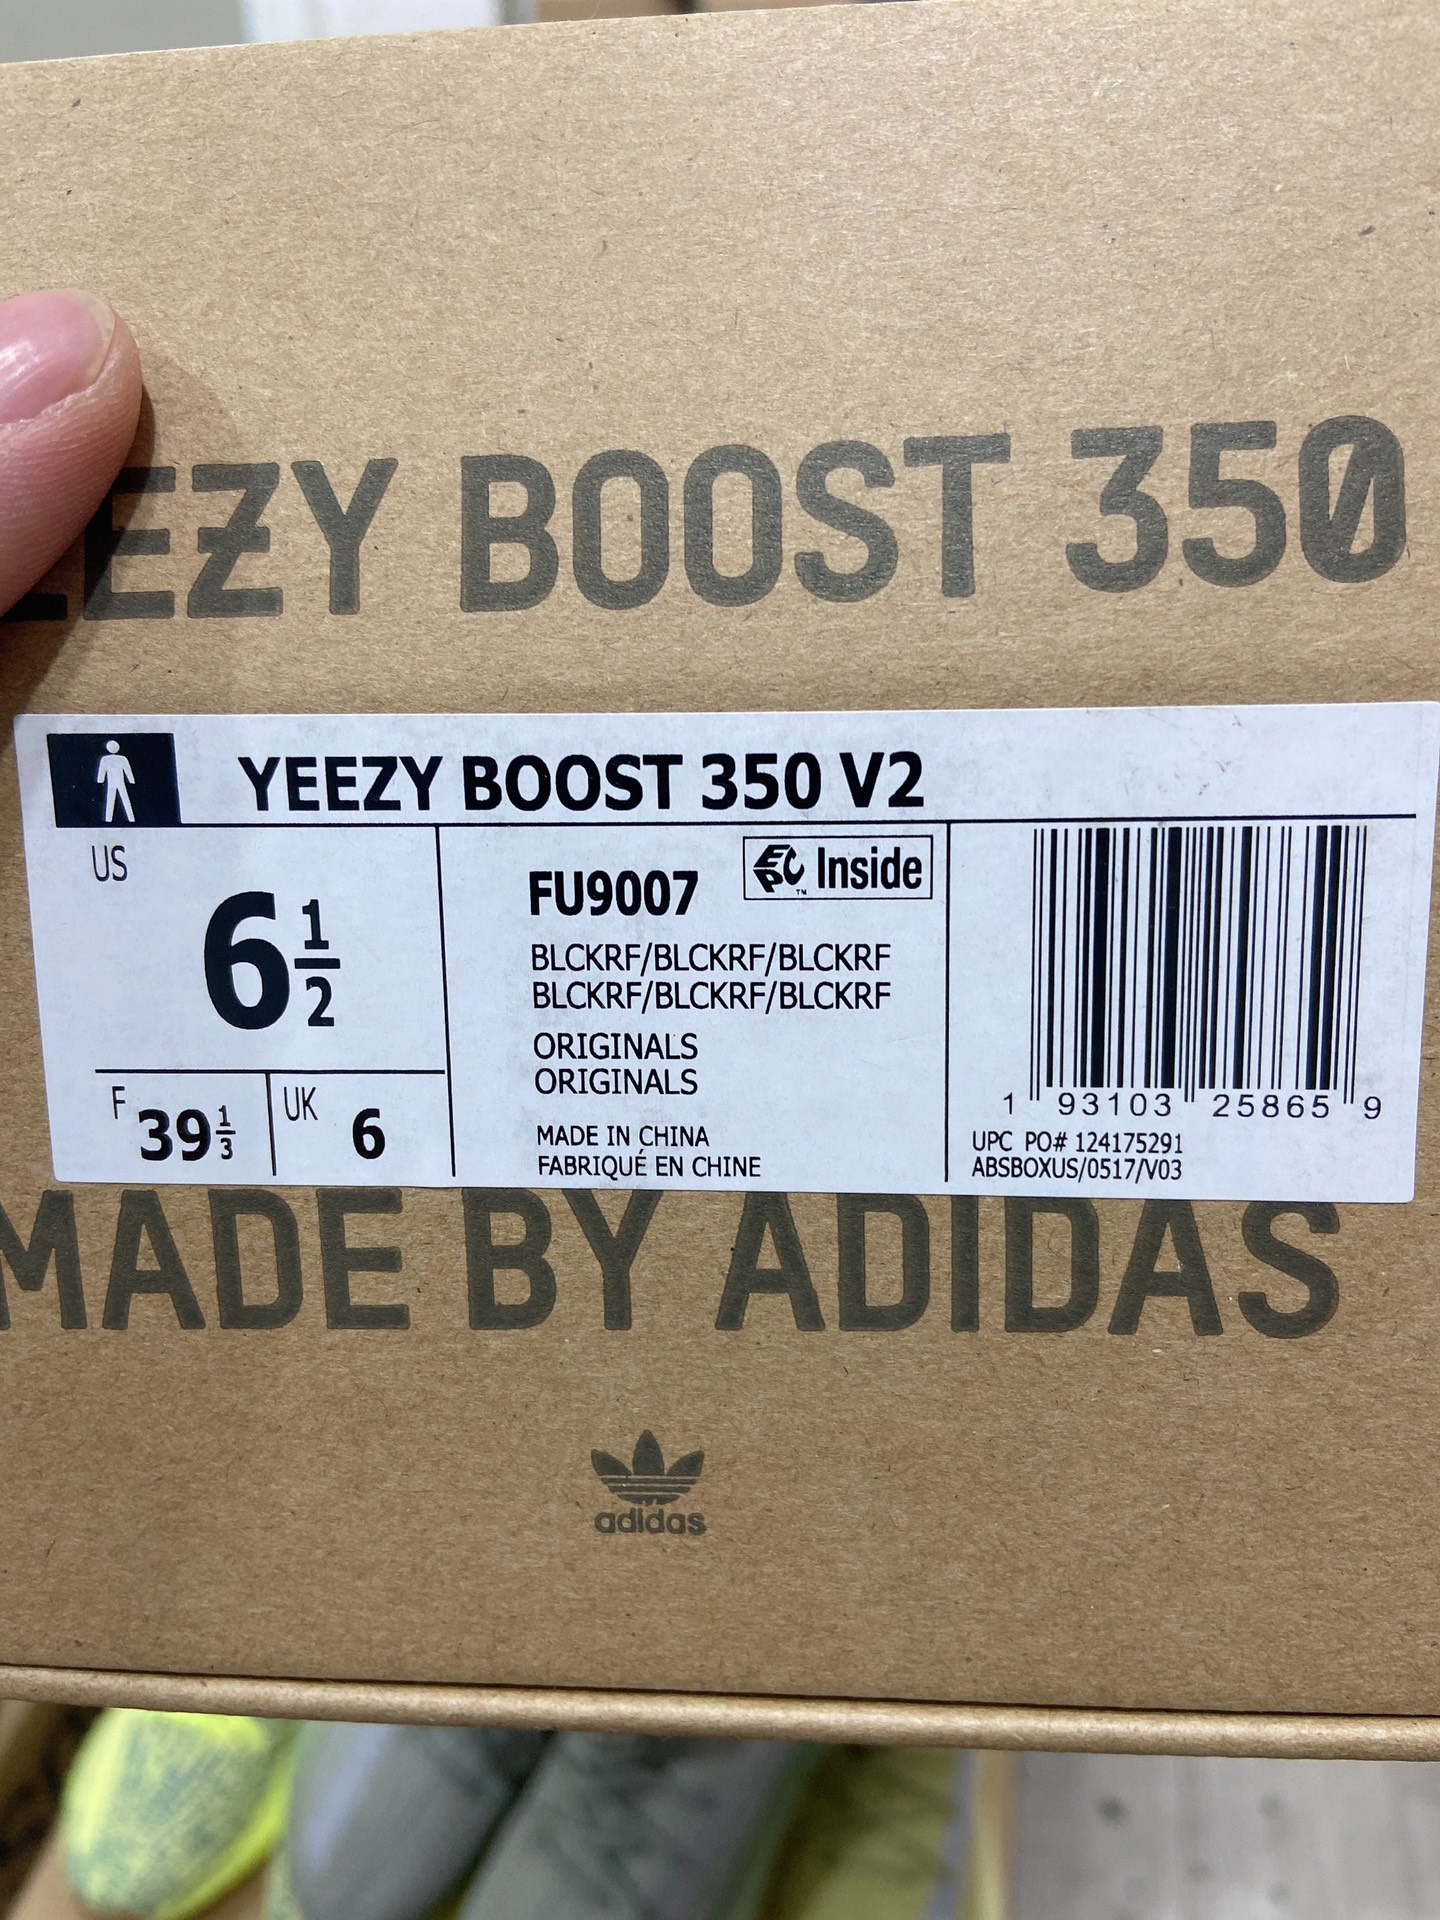 EEZY BOOST 350
YEEZY BOOST 350 V2
US
6 1/2
F 39 1/3
UK 6
FU9007
EPC Inside
™
BLCKRF/BLCKRF/BLCKRF
BLCKRF/BLCKRF/BLCKRF
ORIGINALS
ORIGINALS
MADE IN CHINA
FABRIQUÉ EN CHINE
1 93103 25865 9
UPC PO# 124175291
ABSBOXUS/0517/V03
MADE BY ADIDAS
adidas